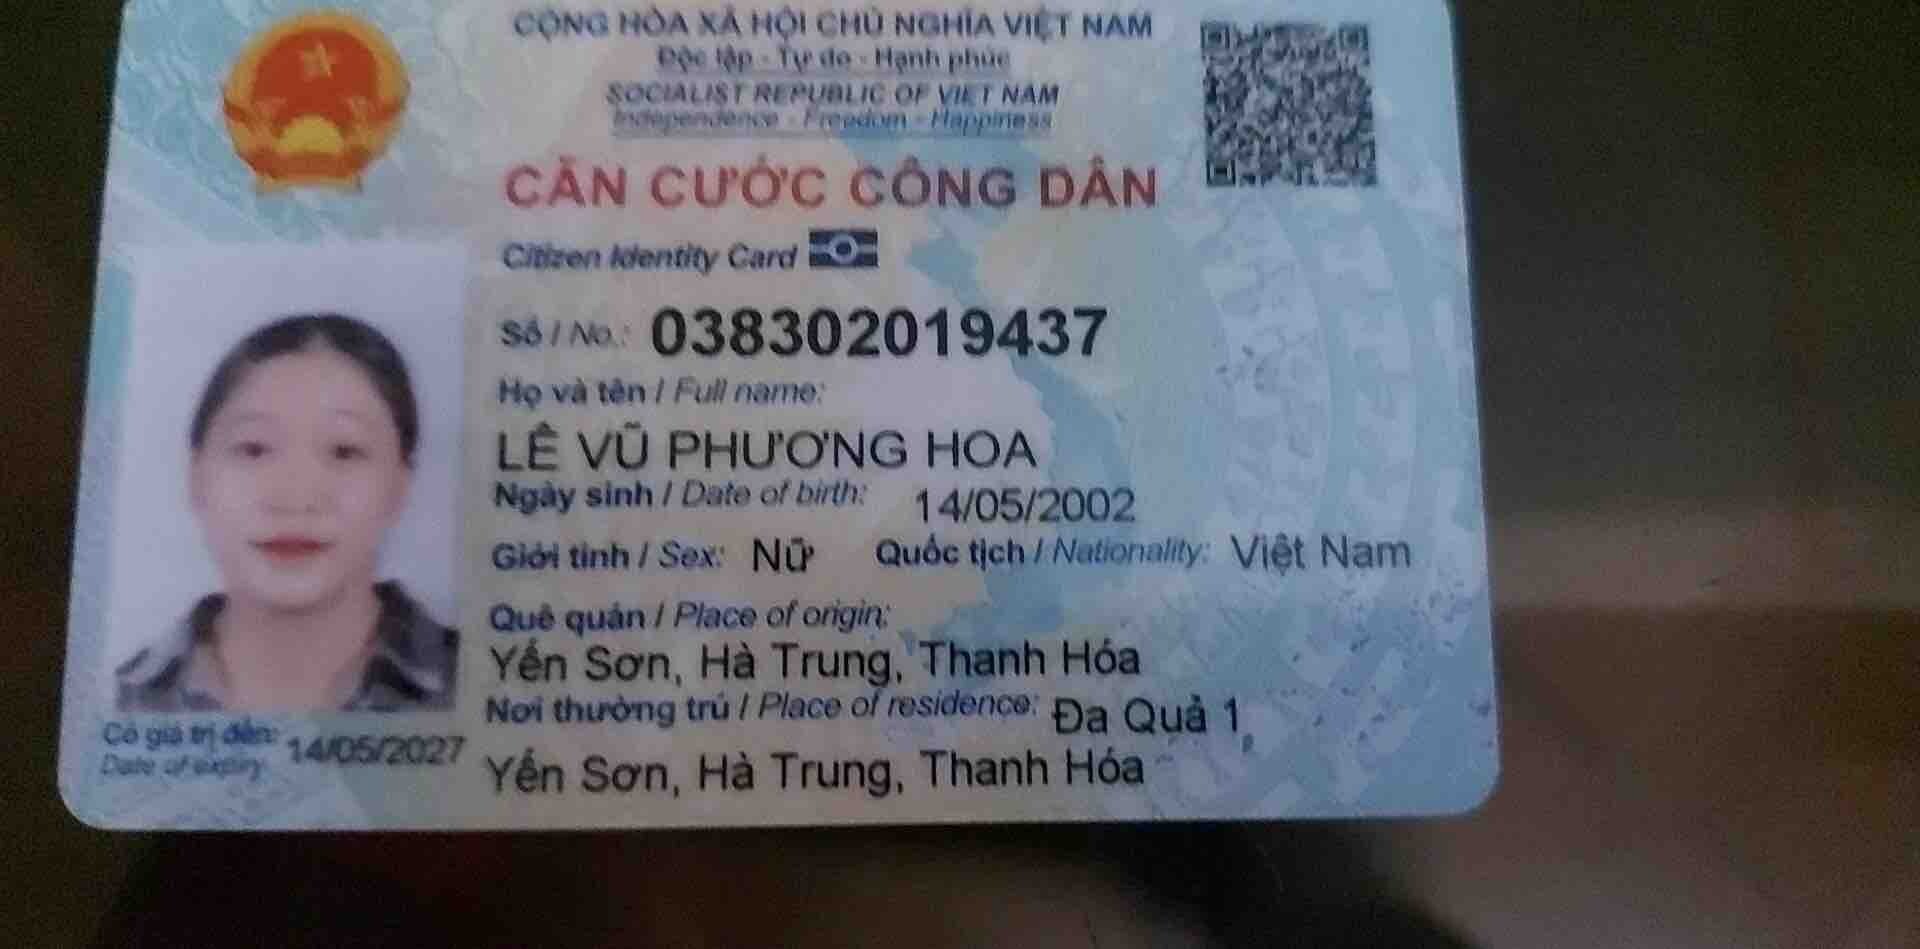 CỘNG HÒA XÃ HỘI CHỦ NGHĨA VIỆT NAM
Độc lập - Tự do - Hạnh phúc
SOCIALIST REPUBLIC OF VIET NAM
Independence - Freedom - Happiness
CĂN CƯỚC CÔNG DÂN
Citizen Identity Card
Số / No.: 038302019437
Họ và tên / Full name:
LÊ VŨ PHƯƠNG HOA
Ngày sinh / Date of birth: 14/05/2002
Giới tính / Sex: Nữ Quốc tịch / Nationality: Việt Nam
Quê quán / Place of origin:
Yến Sơn, Hà Trung, Thanh Hóa
Nơi thường trú / Place of residence: Đa Quả 1,
Yến Sơn, Hà Trung, Thanh Hóa
Có giá trị đến: 14/05/2027
Date of expiry